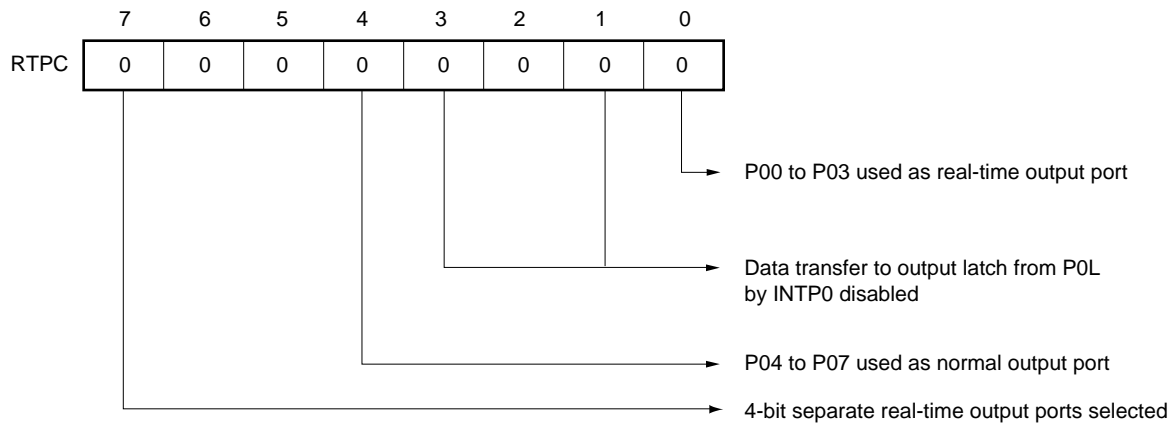 7 6 5 4 3 2 1 0
RTPC 0 0 0 0 0 0 0 0
P00 to P03 used as real-time output port
Data transfer to output latch from P0L
by INTP0 disabled
P04 to P07 used as normal output port
4-bit separate real-time output ports selected